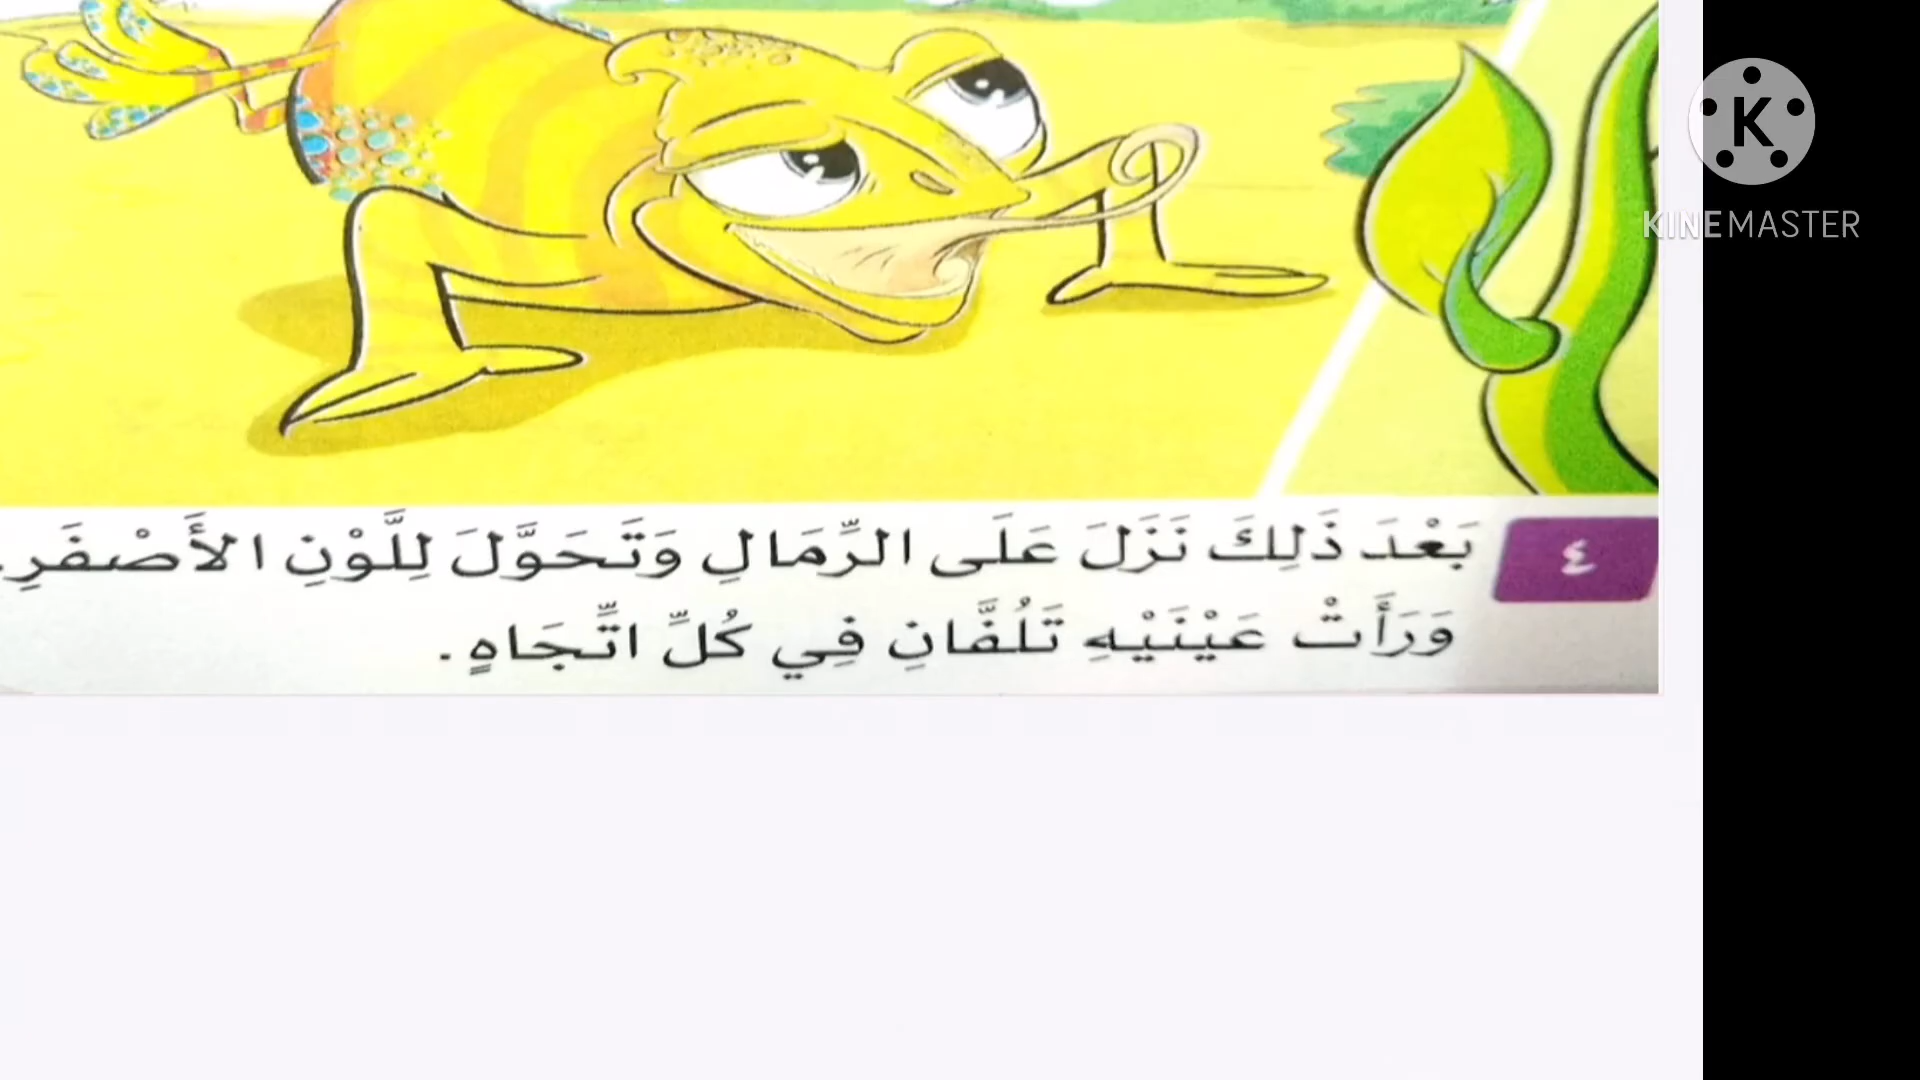 K
KINEMASTER
٤
بَعْدَ ذَلِكَ نَزَلَ عَلَى الرِّمَالِ وَتَحَوَّلَ لِلَّوْنِ الأَصْفَرِ.
وَرَأَتْ عَيْنَيْهِ تَلُفَّانِ فِي كُلِّ اتِّجَاهٍ.